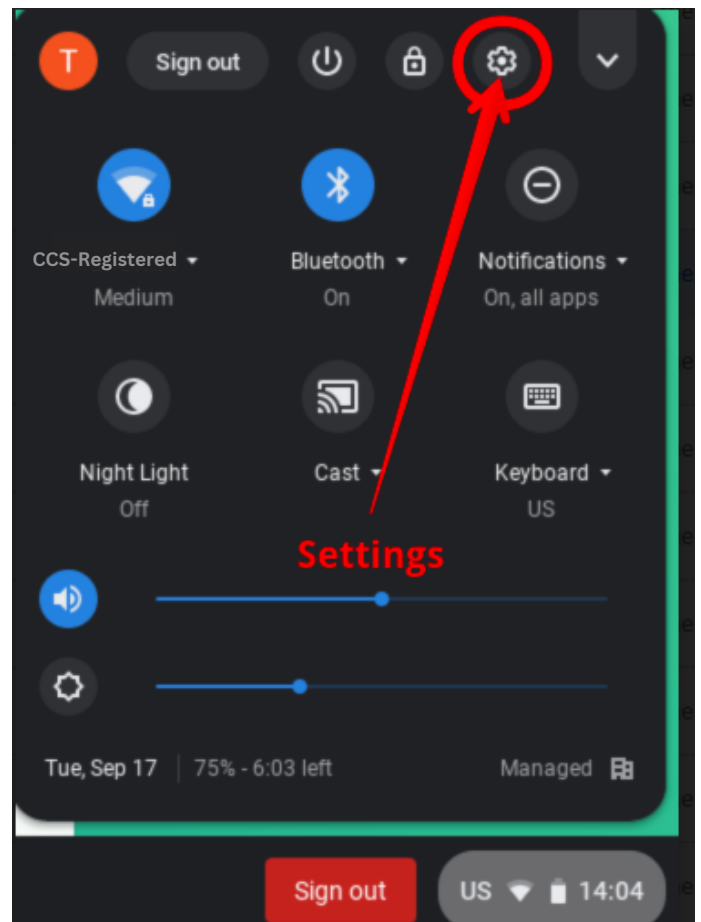 T
Sign out
CCS-Registered
Medium
Bluetooth
On
Notifications
On, all apps
Night Light
Off
Cast
Keyboard
US
Settings
Tue, Sep 17
75% - 6:03 left
Managed
Sign out
US
14:04